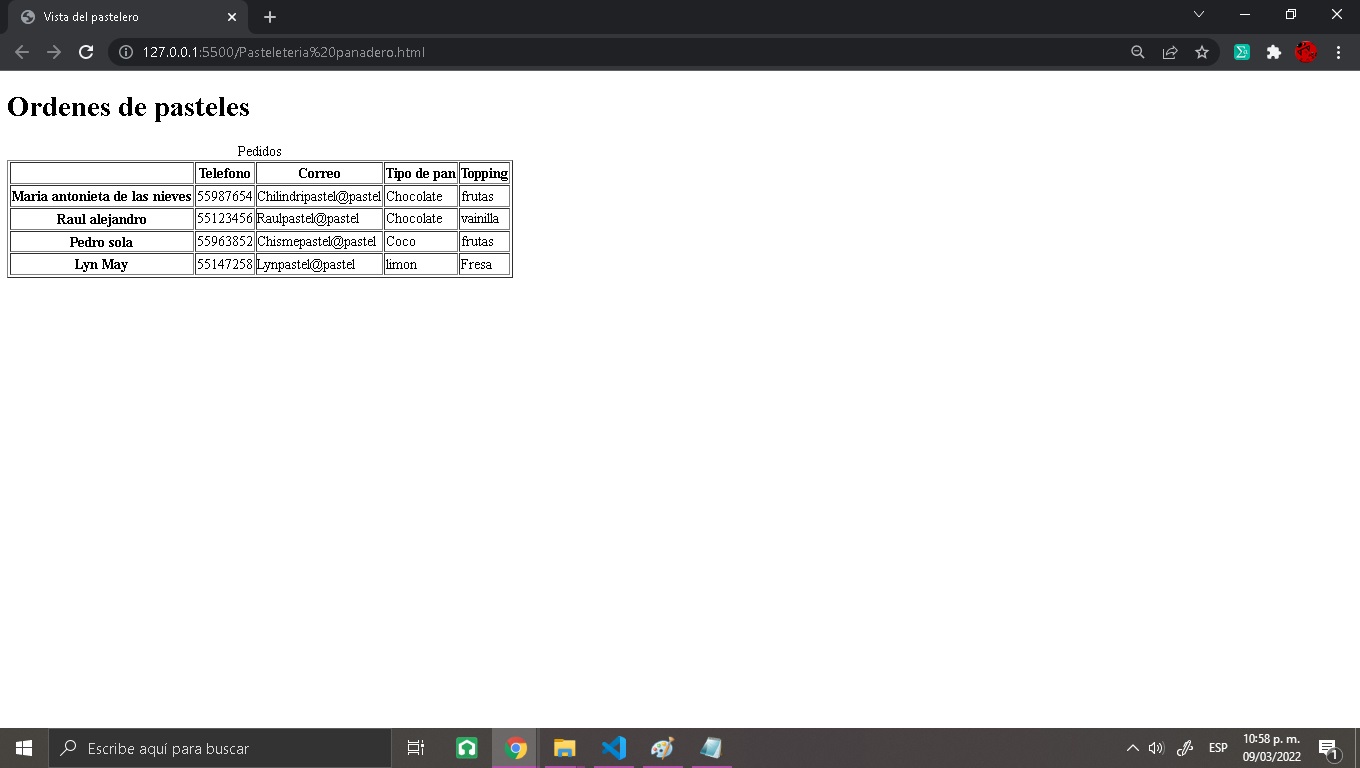 Vista del pastelero
127.0.0.1:5500/Pasteleteria%20panadero.html
Ordenes de pasteles
Pedidos
Telefono Correo Tipo de pan Topping
Maria antonieta de las nieves 55987654 Chilindripastel@pastel Chocolate frutas
Raul alejandro 55123456 Raulpastel@pastel Chocolate vainilla
Pedro sola 55963852 Chismepastel@pastel Coco frutas
Lyn May 55147258 Lynpastel@pastel limon Fresa
Escribe aquí para buscar
ESP
10:58 p. m.
09/03/2022
1